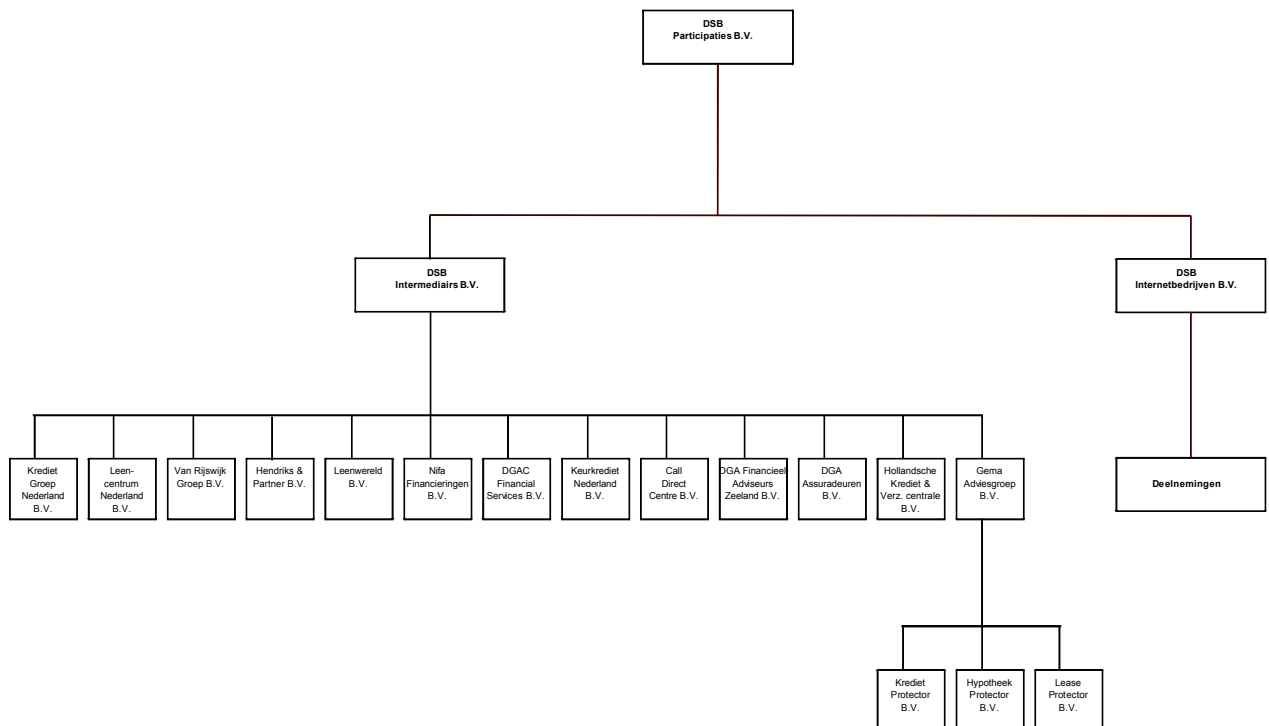 DSB
Participaties B.V.
DSB
Intermediairs B.V.
DSB
Internetbedrijven B.V.
Krediet
Groep
Nederland
B.V.
Leen-
centrum
Nederland
B.V.
Van Rijswijk
Groep B.V.
Hendriks &
Partner B.V.
Leenwereld
B.V.
Nifa
Financieringen
B.V.
DGAC
Financial
Services B.V.
Keurkrediet
Nederland
B.V.
Call
Direct
Centre B.V.
DGA Financieel
Adviseurs
Zeeland B.V.
DGA
Assuradeuren
B.V.
Hollandsche
Krediet &
Verz. centrale
B.V.
Gema
Adviesgroep
B.V.
Deelnemingen
Krediet
Protector
B.V.
Hypotheek
Protector
B.V.
Lease
Protector
B.V.